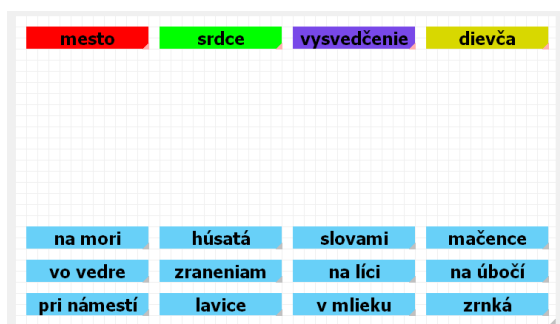 mesto srdce vysvedčenie dievča
na mori húsatá slovami mačence
vo vedre zraneniam na líci na úbočí
pri námestí lavice v mlieku zrnká